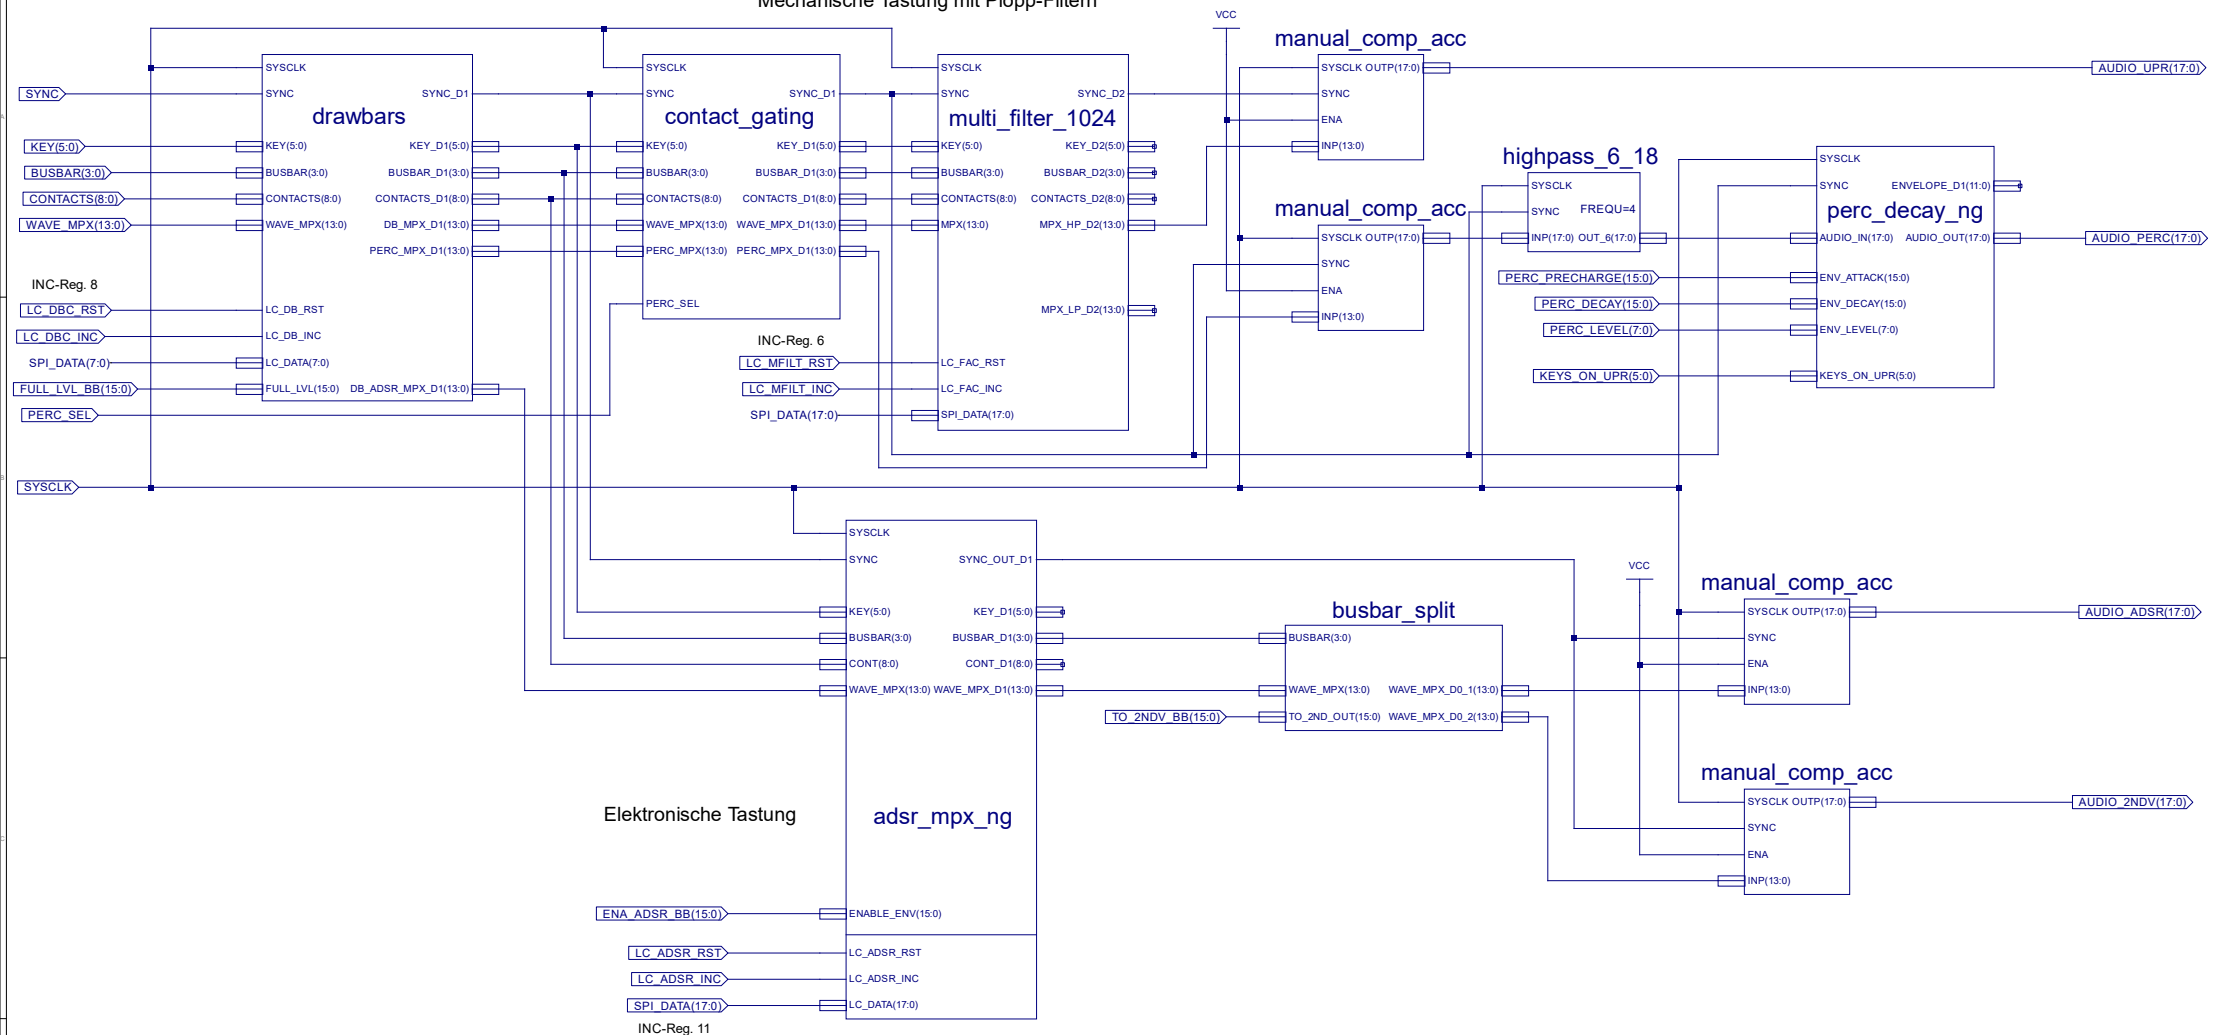 Mechanische Tastung mit Plopp-Filtern
VCC
manual_comp_acc
SYSCLK OUTP(17:0)
SYNC
ENA
INP(13:0)
AUDIO_UPR(17:0)
SYNC
KEY(5:0)
BUSBAR(3:0)
CONTACTS(8:0)
WAVE_MPX(13:0)
INC-Reg. 8
LC_DBC_RST
LC_DBC_INC
SPI_DATA(7:0)
FULL_LVL_BB(15:0)
PERC_SEL
SYSCLK
drawbars
SYSCLK
SYNC SYNC_D1
KEY(5:0) KEY_D1(5:0)
BUSBAR(3:0) BUSBAR_D1(3:0)
CONTACTS(8:0) CONTACTS_D1(8:0)
WAVE_MPX(13:0) DB_MPX_D1(13:0)
PERC_MPX_D1(13:0)
LC_DB_RST
LC_DB_INC
LC_DATA(7:0)
FULL_LVL(15:0) DB_ADSR_MPX_D1(13:0)
contact_gating
SYSCLK
SYNC SYNC_D1
KEY(5:0) KEY_D1(5:0)
BUSBAR(3:0) BUSBAR_D1(3:0)
CONTACTS(8:0) CONTACTS_D1(8:0)
WAVE_MPX(13:0) WAVE_MPX_D1(13:0)
PERC_MPX(13:0) PERC_MPX_D1(13:0)
PERC_SEL
INC-Reg. 6
LC_MFILT_RST
LC_MFILT_INC
SPI_DATA(17:0)
multi_filter_1024
SYSCLK
SYNC SYNC_D2
KEY(5:0) KEY_D2(5:0)
BUSBAR(3:0) BUSBAR_D2(3:0)
CONTACTS(8:0) CONTACTS_D2(8:0)
MPX(13:0) MPX_HP_D2(13:0)
MPX_LP_D2(13:0)
LC_FAC_RST
LC_FAC_INC
SPI_DATA(17:0)
manual_comp_acc
SYSCLK OUTP(17:0)
SYNC
ENA
INP(13:0)
highpass_6_18
SYSCLK
SYNC FREQU=4
INP(17:0) OUT_6(17:0)
PERC_PRECHARGE(15:0)
PERC_DECAY(15:0)
PERC_LEVEL(7:0)
KEYS_ON_UPR(5:0)
perc_decay_ng
SYSCLK
SYNC ENVELOPE_D1(11:0)
AUDIO_IN(17:0) AUDIO_OUT(17:0)
ENV_ATTACK(15:0)
ENV_DECAY(15:0)
ENV_LEVEL(7:0)
KEYS_ON_UPR(5:0)
AUDIO_PERC(17:0)
Elektronische Tastung
adsr_mpx_ng
SYSCLK
SYNC SYNC_OUT_D1
KEY(5:0) KEY_D1(5:0)
BUSBAR(3:0) BUSBAR_D1(3:0)
CONT(8:0) CONT_D1(8:0)
WAVE_MPX(13:0) WAVE_MPX_D1(13:0)
ENABLE_ENV(15:0)
LC_ADSR_RST
LC_ADSR_INC
LC_DATA(17:0)
ENA_ADSR_BB(15:0)
LC_ADSR_RST
LC_ADSR_INC
SPI_DATA(17:0)
INC-Reg. 11
TO_2NDV_BB(15:0)
busbar_split
BUSBAR(3:0)
WAVE_MPX(13:0) WAVE_MPX_D0_1(13:0)
TO_2ND_OUT(15:0) WAVE_MPX_D0_2(13:0)
VCC
manual_comp_acc
SYSCLK OUTP(17:0)
SYNC
ENA
INP(13:0)
AUDIO_ADSR(17:0)
manual_comp_acc
SYSCLK OUTP(17:0)
SYNC
ENA
INP(13:0)
AUDIO_2NDV(17:0)
A
B
C